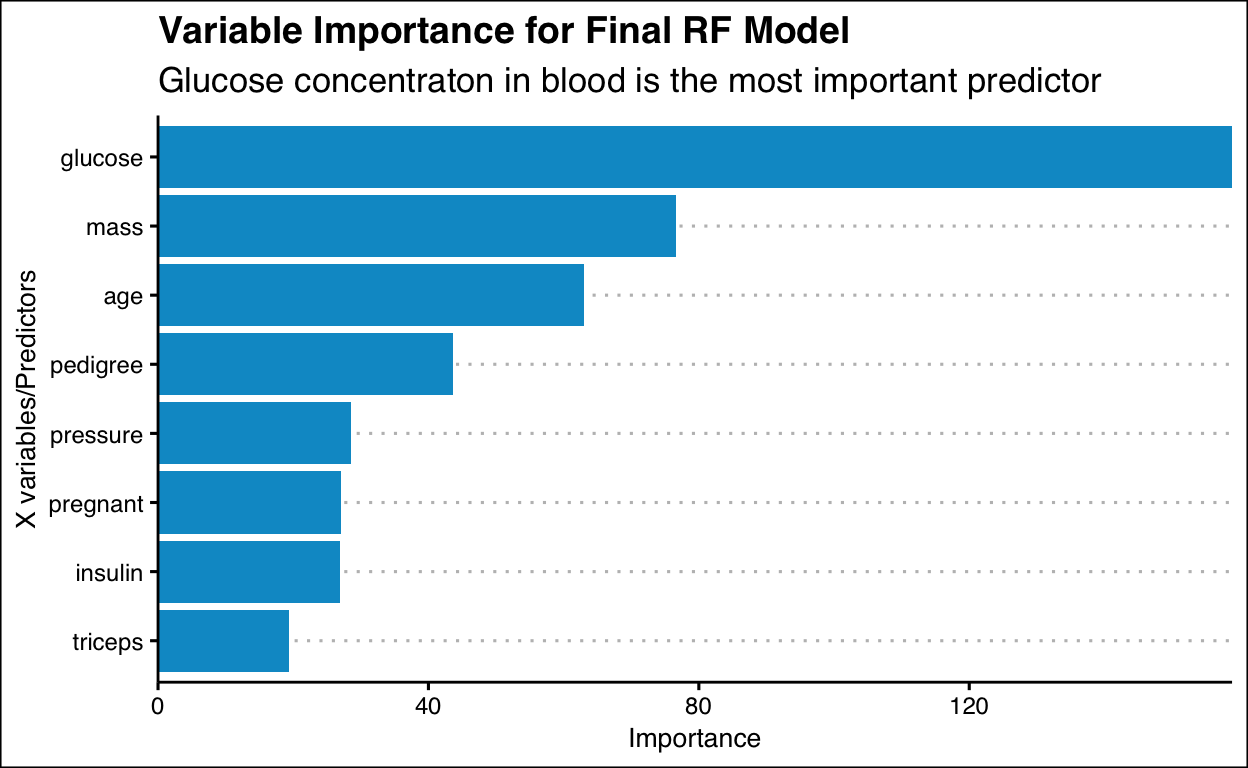 Variable Importance for Final RF Model
Glucose concentraton in blood is the most important predictor
X variables/Predictors
glucose
mass
age
pedigree
pressure
pregnant
insulin
triceps
0 40 80 120
Importance